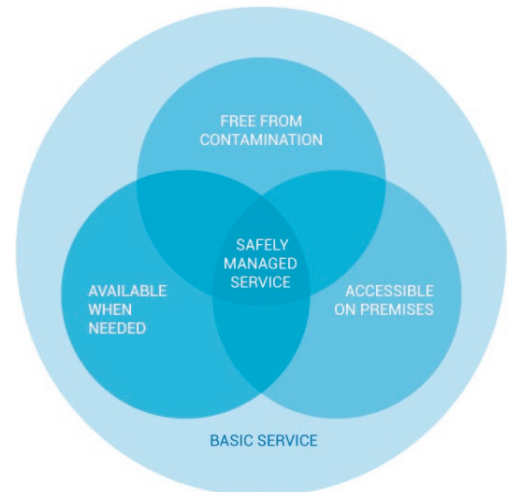 FREE FROM
CONTAMINATION
SAFELY
MANAGED
SERVICE
AVAILABLE
WHEN
NEEDED
ACCESSIBLE
ON PREMISES
BASIC SERVICE